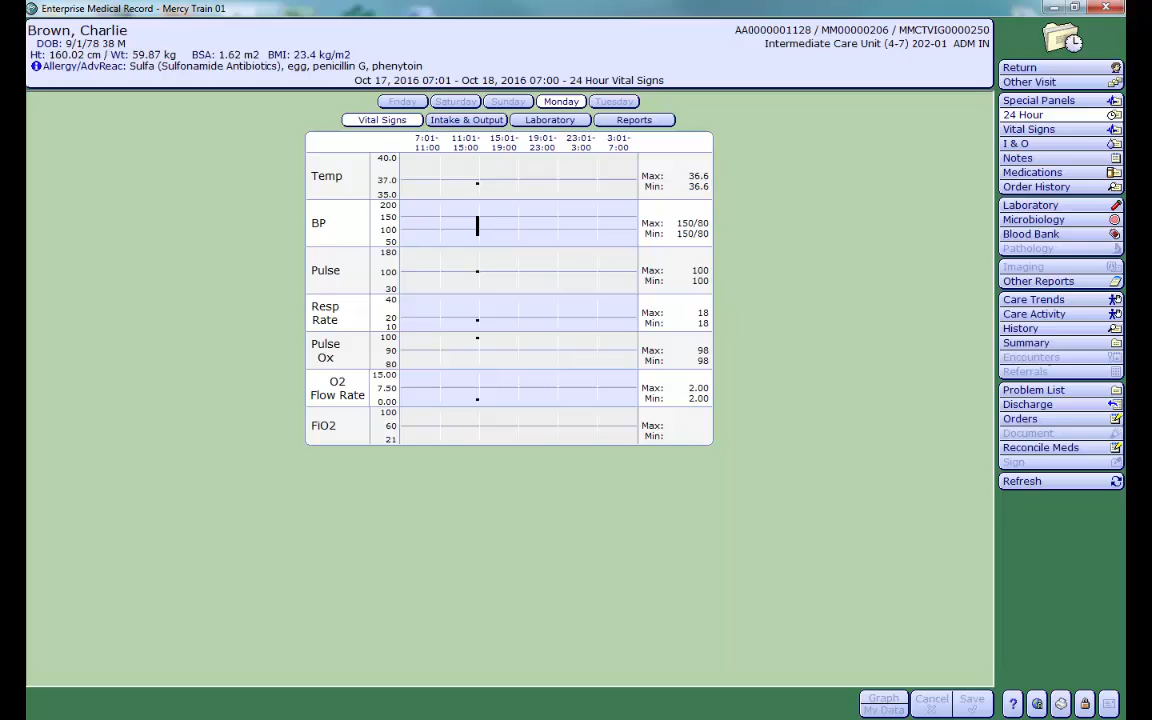 Enterprise Medical Record - Mercy Train 01
Brown, Charlie
DOB: 9/1/78 38 M
Ht: 160.02 cm / Wt: 59.87 kg BSA: 1.62 m2 BMI: 23.4 kg/m2
Allergy/AdvReac: Sulfa (Sulfonamide Antibiotics), egg, penicillin G, phenytoin
AA0000001128 / MM00000206 / MMCTVIG0000250
Intermediate Care Unit (4-7) 202-01 ADM IN
Oct 17, 2016 07:01 - Oct 18, 2016 07:00 - 24 Hour Vital Signs
Friday Saturday Sunday Monday Tuesday
Vital Signs Intake & Output Laboratory Reports
7:01- 11:01- 15:01- 19:01- 23:01- 3:01-
11:00 15:00 19:00 23:00 3:00 7:00
Temp
40.0
37.0
35.0
Max: 36.6
Min: 36.6
BP
200
150
100
50
Max: 150/80
Min: 150/80
Pulse
180
100
30
Max: 100
Min: 100
Resp
Rate
40
20
10
Max: 18
Min: 18
Pulse
Ox
100
90
80
Max: 98
Min: 98
O2
Flow Rate
15.00
7.50
0.00
Max: 2.00
Min: 2.00
FiO2
100
60
21
Max:
Min:
Return
Other Visit
Special Panels
24 Hour
Vital Signs
I & O
Notes
Medications
Order History
Laboratory
Microbiology
Blood Bank
Pathology
Imaging
Other Reports
Care Trends
Care Activity
History
Summary
Encounters
Referrals
Problem List
Discharge
Orders
Document
Reconcile Meds
Sign
Refresh
Graph
My Data
Cancel
Save
?